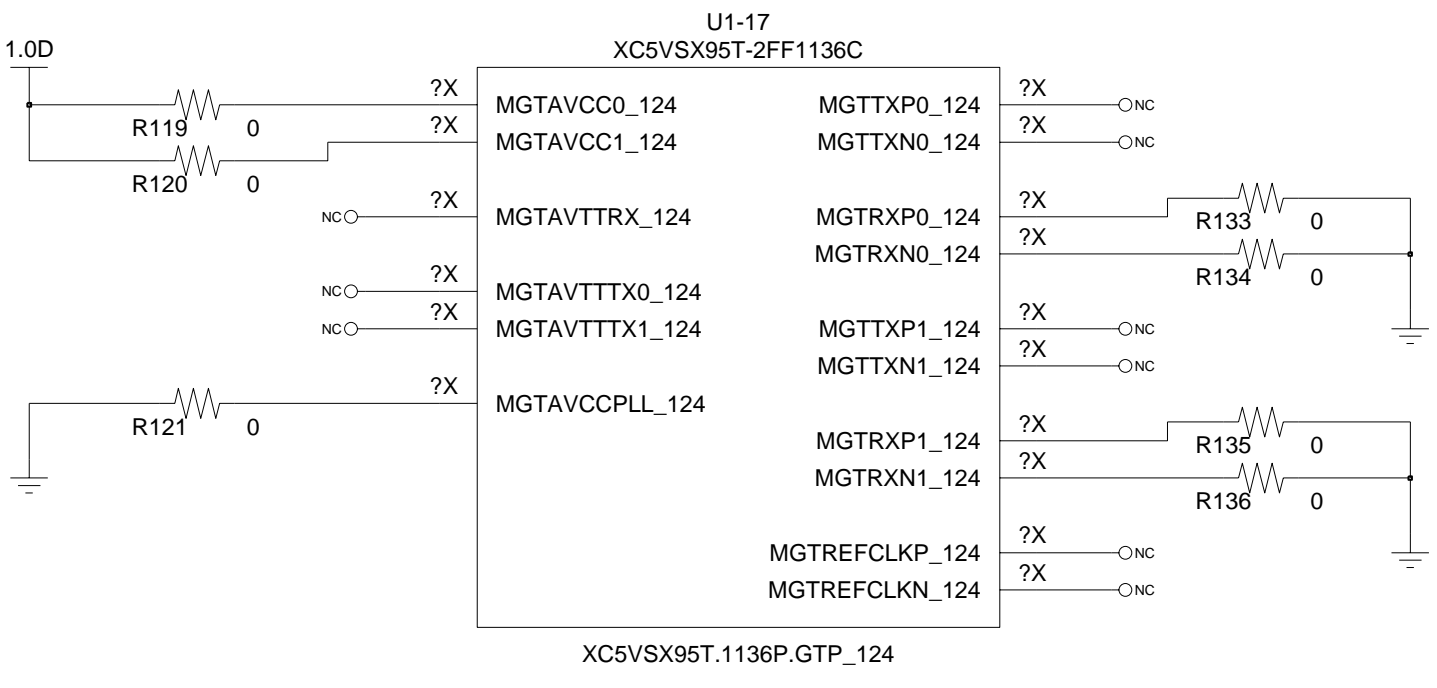 U1-17
XC5VSX95T-2FF1136C
1.0D
R119 0
R120 0
R121 0
?X MGTAVCC0_124
?X MGTAVCC1_124
NC ?X MGTAVTTRX_124
NC ?X MGTAVTTTX0_124
NC ?X MGTAVTTTX1_124
?X MGTAVCCPLL_124
MGTTXP0_124 ?X NC
MGTTXN0_124 ?X NC
MGTRXP0_124 ?X
R133 0
MGTRXN0_124 ?X
R134 0
MGTTXP1_124 ?X NC
MGTTXN1_124 ?X NC
MGTRXP1_124 ?X
R135 0
MGTRXN1_124 ?X
R136 0
MGTREFCLKP_124 ?X NC
MGTREFCLKN_124 ?X NC
XC5VSX95T.1136P.GTP_124